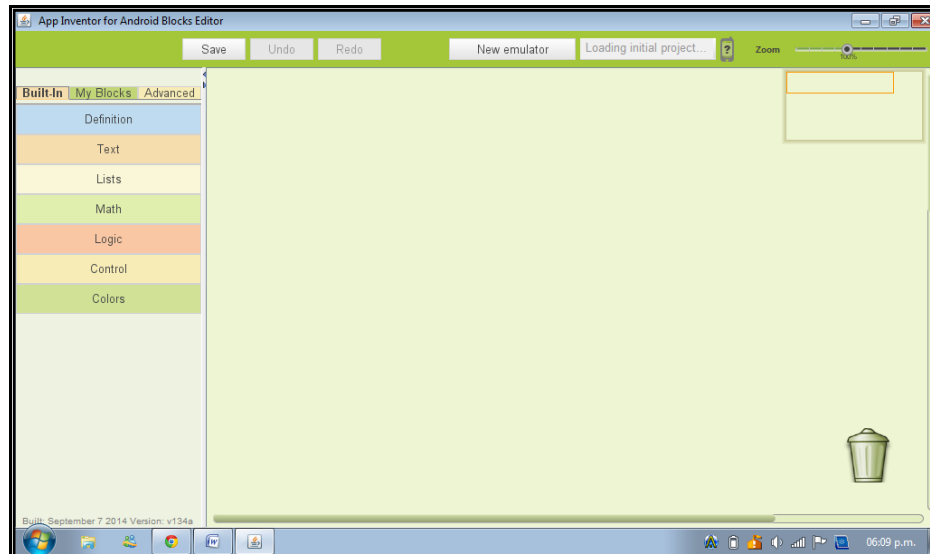 App Inventor for Android Blocks Editor
Save Undo Redo New emulator Loading initial project... ? Zoom
100%
Built-In My Blocks Advanced
Definition
Text
Lists
Math
Logic
Control
Colors
Built: September 7 2014 Version: v134a
06:09 p.m.